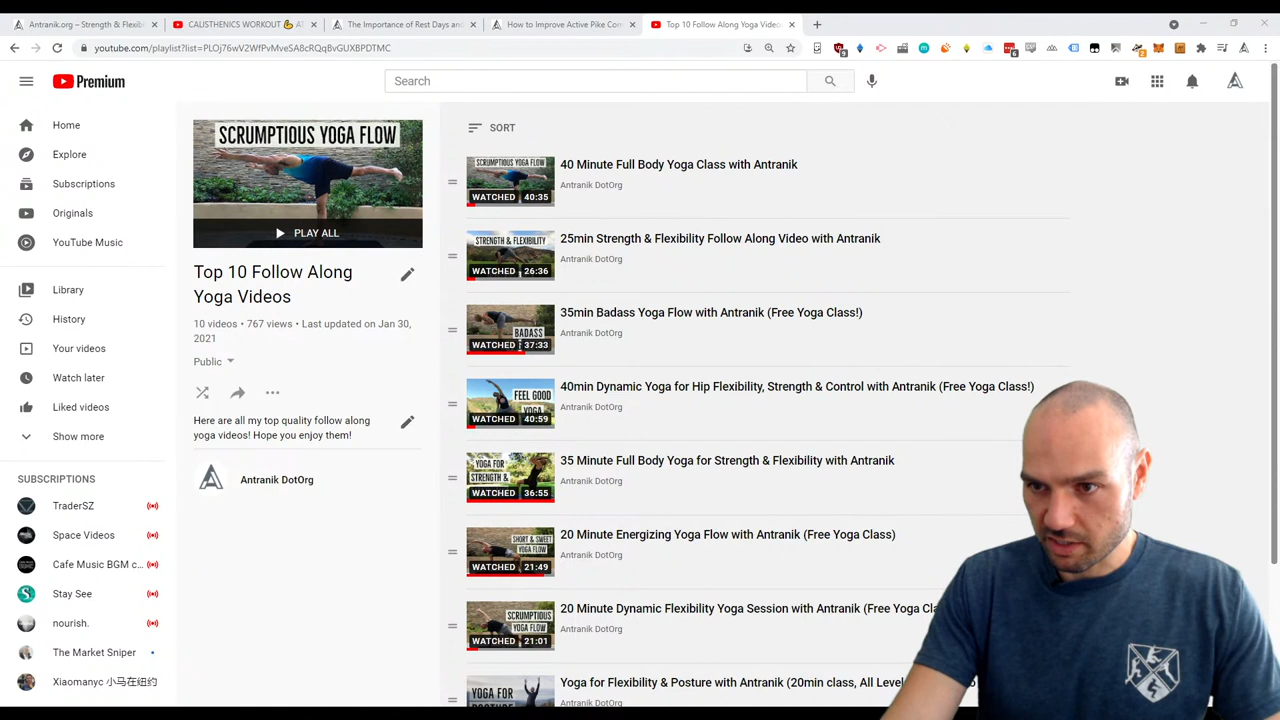 Antranik.org – Strength & Flexibi
CALISTHENICS WORKOUT 💪 A
The Importance of Rest Days an
How to Improve Active Pike Com
Top 10 Follow Along Yoga Video
youtube.com/playlist?list=PLOj76wV2WfPvMveSA8cRQqBvGUXBPDTMC
Premium
Search
Home
Explore
Subscriptions
Originals
YouTube Music
Library
History
Your videos
Watch later
Liked videos
Show more
SUBSCRIPTIONS
TraderSZ
Space Videos
Cafe Music BGM c...
Stay See
nourish.
The Market Sniper
Xiaomanyc 小马在纽约
SCRUMPTIOUS YOGA FLOW
PLAY ALL
Top 10 Follow Along
Yoga Videos
10 videos • 767 views • Last updated on Jan 30,
2021
Public
Here are all my top quality follow along
yoga videos! Hope you enjoy them!
Antranik DotOrg
SORT
SCRUMPTIOUS YOGA FLOW
WATCHED 40:35
40 Minute Full Body Yoga Class with Antranik
Antranik DotOrg
STRENGTH & FLEXIBILITY
WATCHED 26:36
25min Strength & Flexibility Follow Along Video with Antranik
Antranik DotOrg
BADASS
WATCHED 37:33
35min Badass Yoga Flow with Antranik (Free Yoga Class!)
Antranik DotOrg
FEEL GOOD
YOGA
WATCHED 40:59
40min Dynamic Yoga for Hip Flexibility, Strength & Control with Antranik (Free Yoga Class!)
Antranik DotOrg
YOGA FOR
STRENGTH &
WATCHED 36:55
35 Minute Full Body Yoga for Strength & Flexibility with Antranik
Antranik DotOrg
SHORT & SWEET
YOGA FLOW
WATCHED 21:49
20 Minute Energizing Yoga Flow with Antranik (Free Yoga Class)
Antranik DotOrg
SCRUMPTIOUS
YOGA FLOW
WATCHED 21:01
20 Minute Dynamic Flexibility Yoga Session with Antranik (Free Yoga Cla
Antranik DotOrg
YOGA FOR
Yoga for Flexibility & Posture with Antranik (20min class, All Level